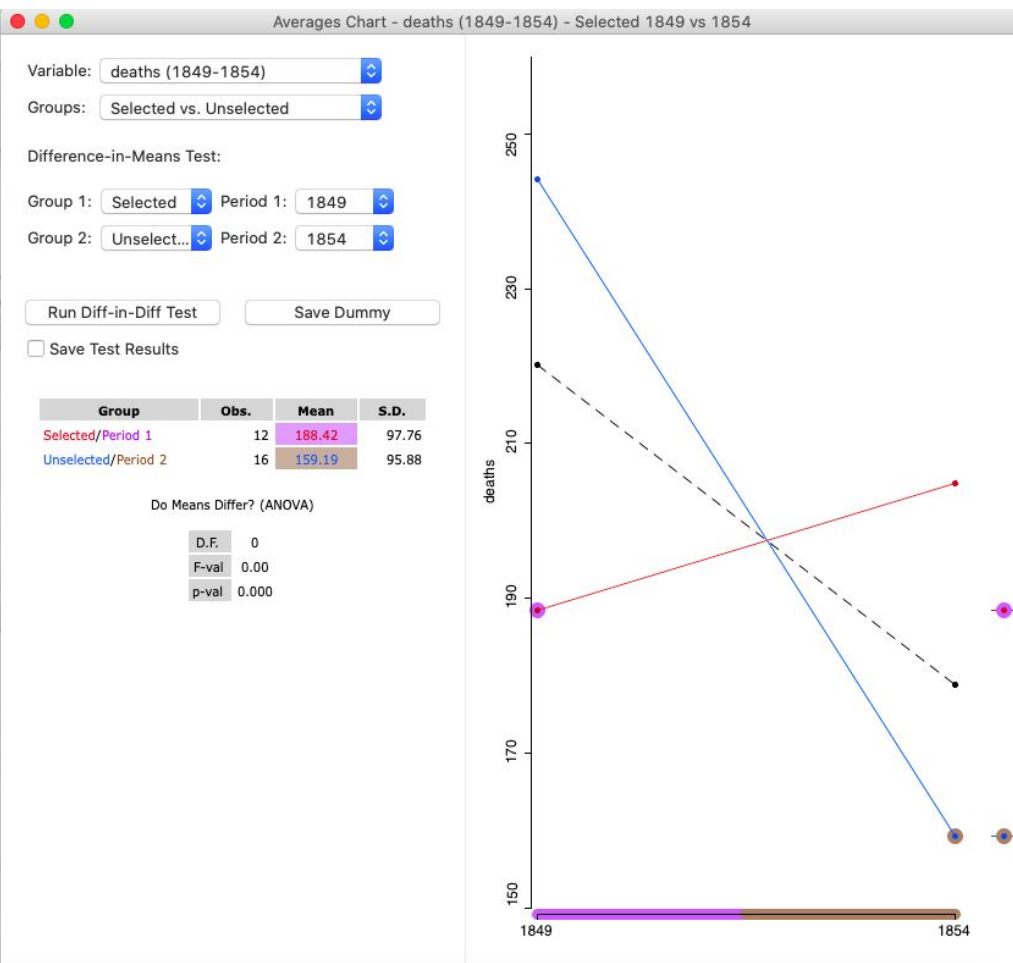 Averages Chart - deaths (1849-1854) - Selected 1849 vs 1854
Variable: deaths (1849-1854)
Groups: Selected vs. Unselected
Difference-in-Means Test:
Group 1: Selected Period 1: 1849
Group 2: Unselect... Period 2: 1854
Run Diff-in-Diff Test Save Dummy
Save Test Results
Group Obs. Mean S.D.
Selected/Period 1 12 188.42 97.76
Unselected/Period 2 16 159.19 95.88
Do Means Differ? (ANOVA)
D.F. 0
F-val 0.00
p-val 0.000
deaths
250
230
210
190
170
150
1849 1854